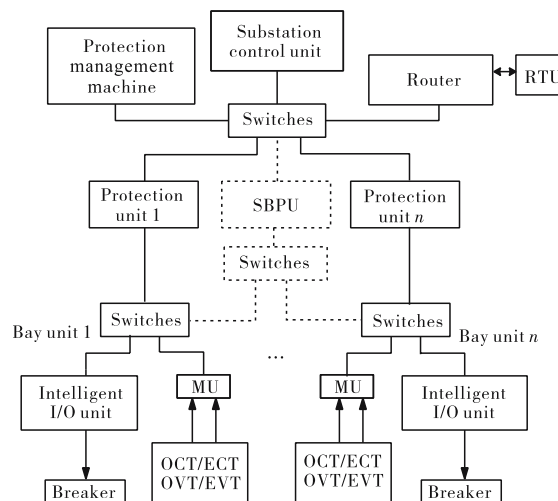 Protection
management
machine
Substation
control unit
Router
RTU
Switches
Protection
unit 1
SBPU
Protection
unit n
Switches
Switches
Switches
Bay unit 1
Bay unit n
...
Intelligent
I/O unit
MU
MU
Intelligent
I/O unit
OCT/ECT
OVT/EVT
OCT/ECT
OVT/EVT
Breaker
Breaker